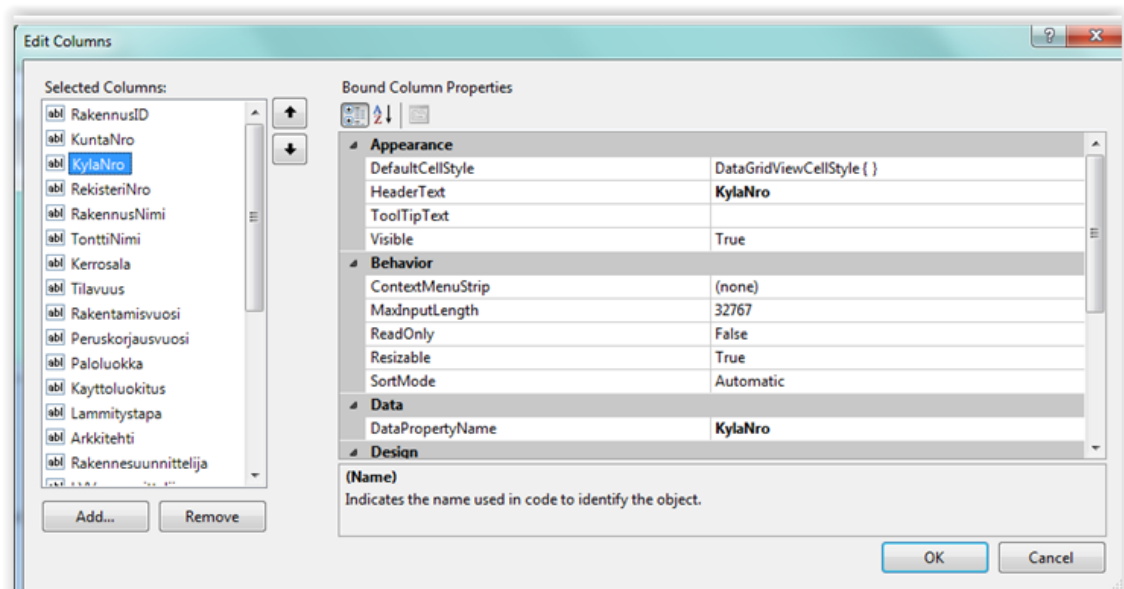 Edit Columns
Selected Columns:
RakennusID
KuntaNro
KylaNro
RekisteriNro
RakennusNimi
TonttiNimi
Kerrosala
Tilavuus
Rakentamisvuosi
Peruskorjausvuosi
Paloluokka
Kayttoluokitus
Lammitystapa
Arkkitehti
Rakennesuunnittelija
Add...
Remove
Bound Column Properties
Appearance
DefaultCellStyle DataGridViewCellStyle { }
HeaderText KylaNro
ToolTipText
Visible True
Behavior
ContextMenuStrip (none)
MaxInputLength 32767
ReadOnly False
Resizable True
SortMode Automatic
Data
DataPropertyName KylaNro
Design
(Name)
Indicates the name used in code to identify the object.
OK
Cancel